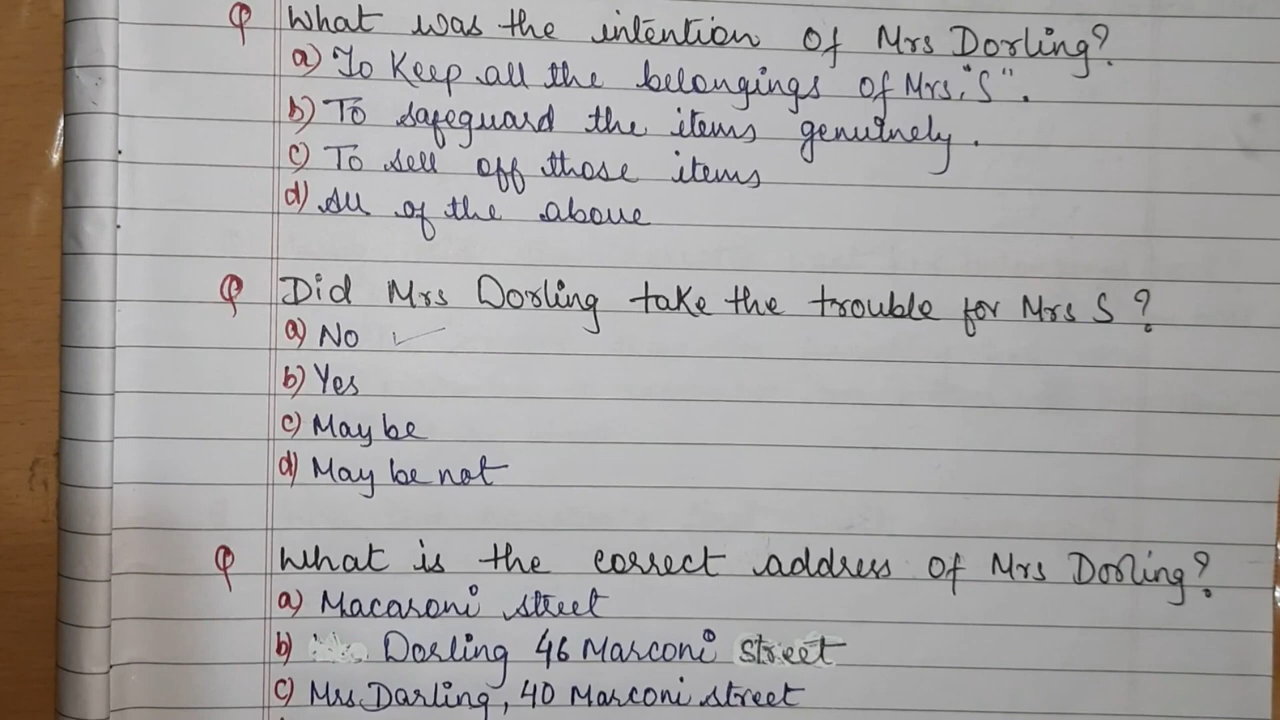 Q What was the intention of Mrs Dorling?
a) To Keep all the belongings of Mrs. "S".
b) To safeguard the items genuinely.
c) To sell off those items
d) All of the above
Q Did Mrs Dorling take the trouble for Mrs S?
a) No ✓
b) Yes
c) May be
d) May be not
Q What is the correct address of Mrs Dorling?
a) Macaroni street
b) Dorling 46 Marconi street
c) Mrs. Darling, 40 Marconi street